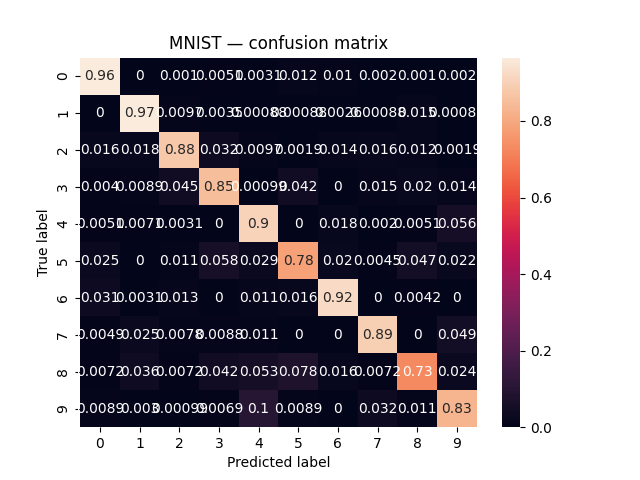 MNIST — confusion matrix
0 0.96 0 0.001 0.0051 0.0031 0.012 0.01 0.002 0.001 0.002
1 0 0.97 0.0097 0.0035 0.00088 0.00088 0.0026 0.00088 0.015
2 0.016 0.018 0.88 0.032 0.0097 0.0019 0.014 0.016 0.012 0.0019
3 0.004 0.0089 0.045 0.85 0.00099 0.042 0 0.015 0.02 0.014
4 0.0051 0.0071 0.0031 0 0.9 0 0.018 0.002 0.0051 0.056
5 0.025 0 0.011 0.058 0.029 0.78 0.02 0.0045 0.047 0.022
6 0.031 0.0031 0.013 0 0.011 0.016 0.92 0 0.0042 0
7 0.0049 0.025 0.0078 0.0088 0.011 0 0 0.89 0 0.049
8 0.0072 0.036 0.0072 0.042 0.053 0.078 0.016 0.0072 0.73 0.024
9 0.0089 0.003 0.00099 0.0069 0.1 0.0089 0 0.032 0.011 0.83
0 1 2 3 4 5 6 7 8 9
Predicted label
True label
0.8
0.6
0.4
0.2
0.0